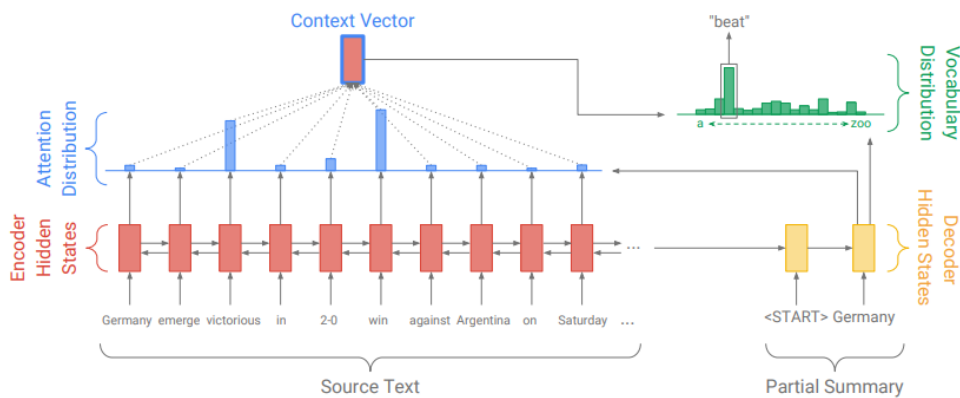 Context Vector
"beat"
Vocabulary
Distribution
a
zoo
Attention
Distribution
Encoder
Hidden
States
...
Decoder
Hidden States
Germany emerge victorious in 2-0 win against Argentina on Saturday ...
<START> Germany
Source Text
Partial Summary